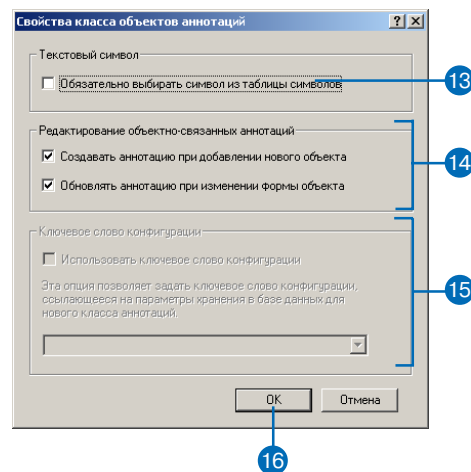 Свойства класса объектов аннотаций
Текстовый символ
Обязательно выбирать символ из таблицы символов
13
Редактирование объектно-связанных аннотаций
Создавать аннотацию при добавлении нового объекта
Обновлять аннотацию при изменении формы объекта
14
Ключевое слово конфигурации
Использовать ключевое слово конфигурации
Эта опция позволяет задать ключевое слово конфигурации,
ссылающееся на параметры хранения в базе данных для
нового класса аннотаций.
15
OK
Отмена
16